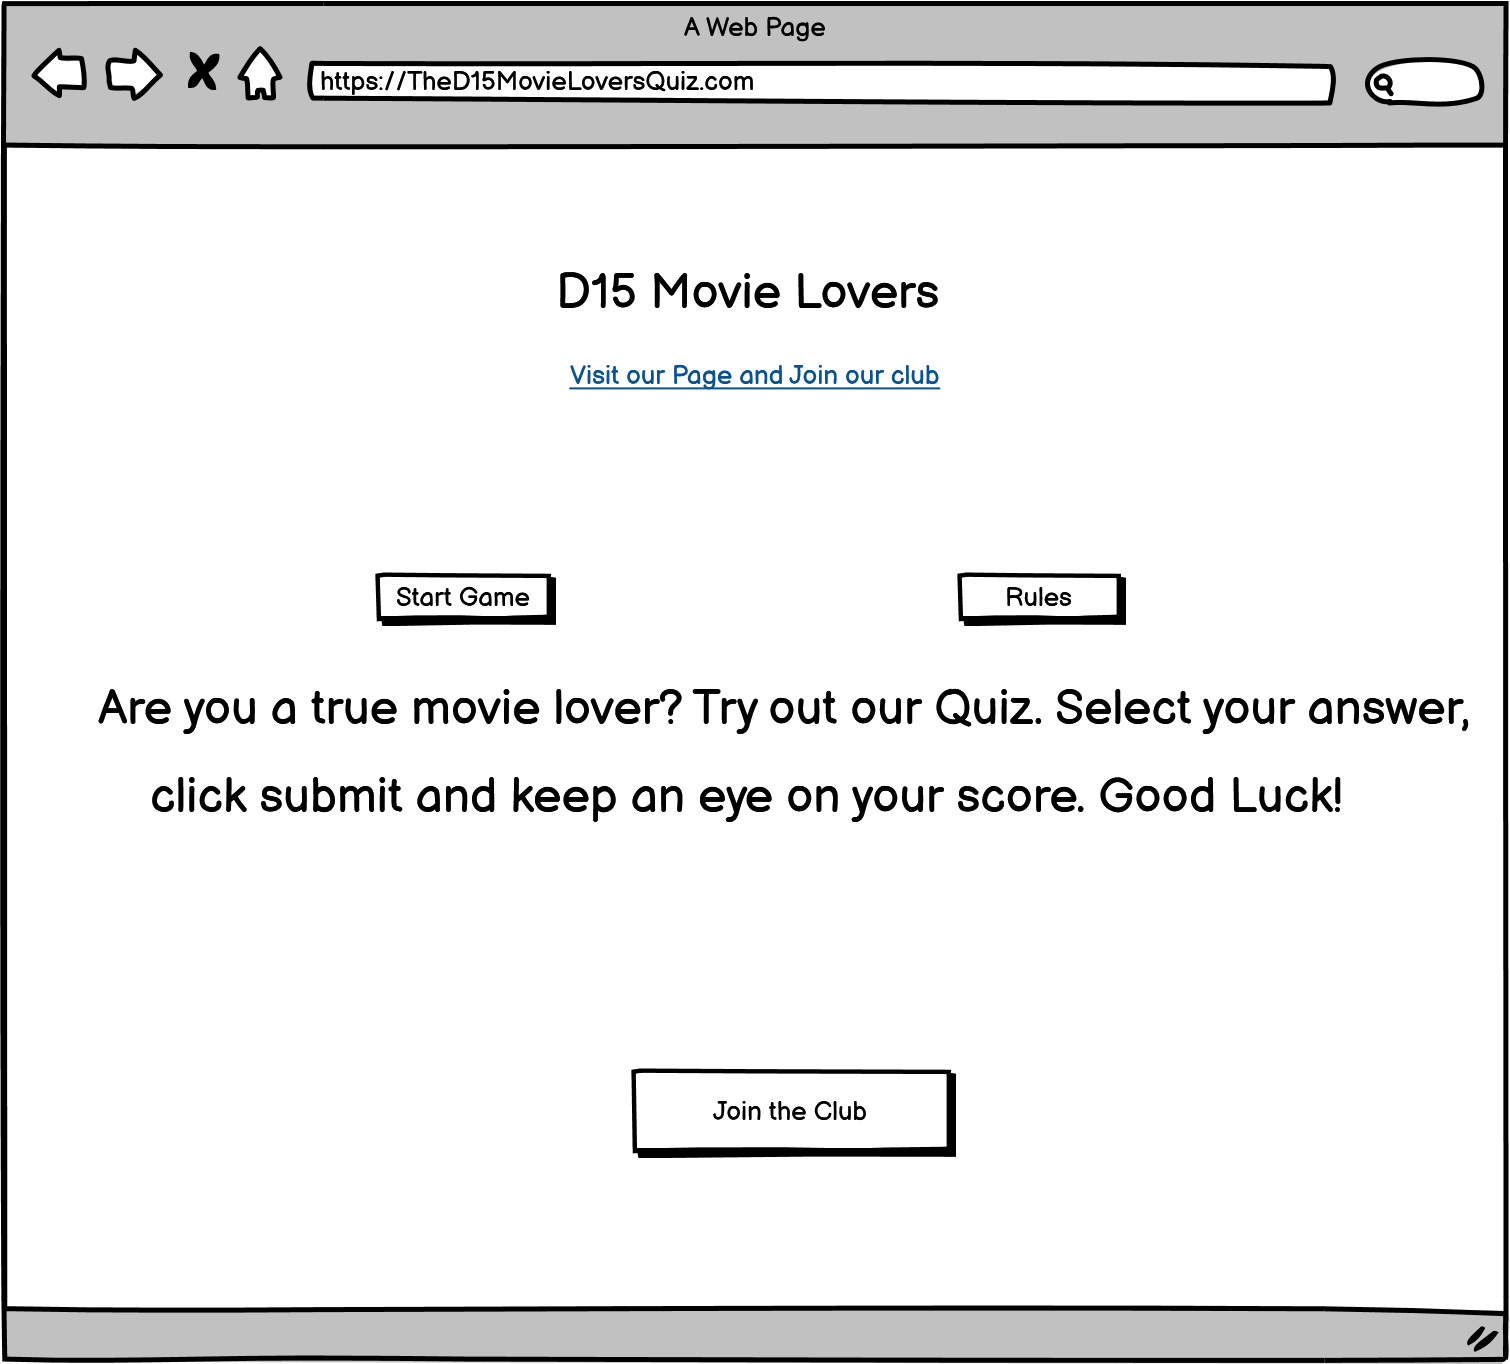 A Web Page
https://TheD15MovieLoversQuiz.com
D15 Movie Lovers
Visit our Page and Join our club
Start Game
Rules
Are you a true movie lover? Try out our Quiz. Select your answer,
click submit and keep an eye on your score. Good Luck!
Join the Club